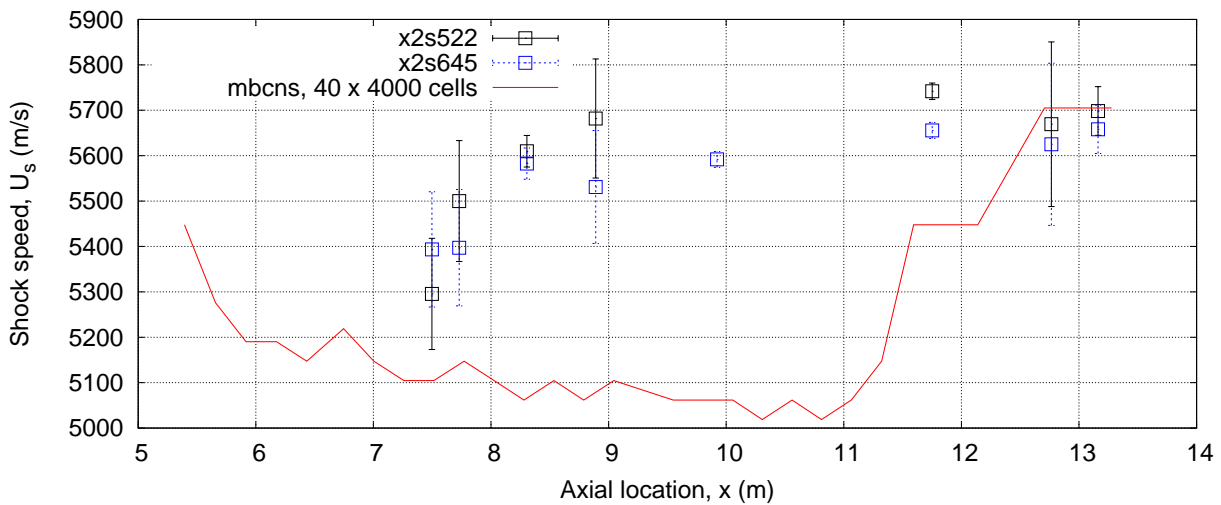 5900
5800
5700
5600
5500
5400
5300
5200
5100
5000
Shock speed, U_s (m/s)
x2s522
x2s645
mbcns, 40 x 4000 cells
5 6 7 8 9 10 11 12 13 14
Axial location, x (m)